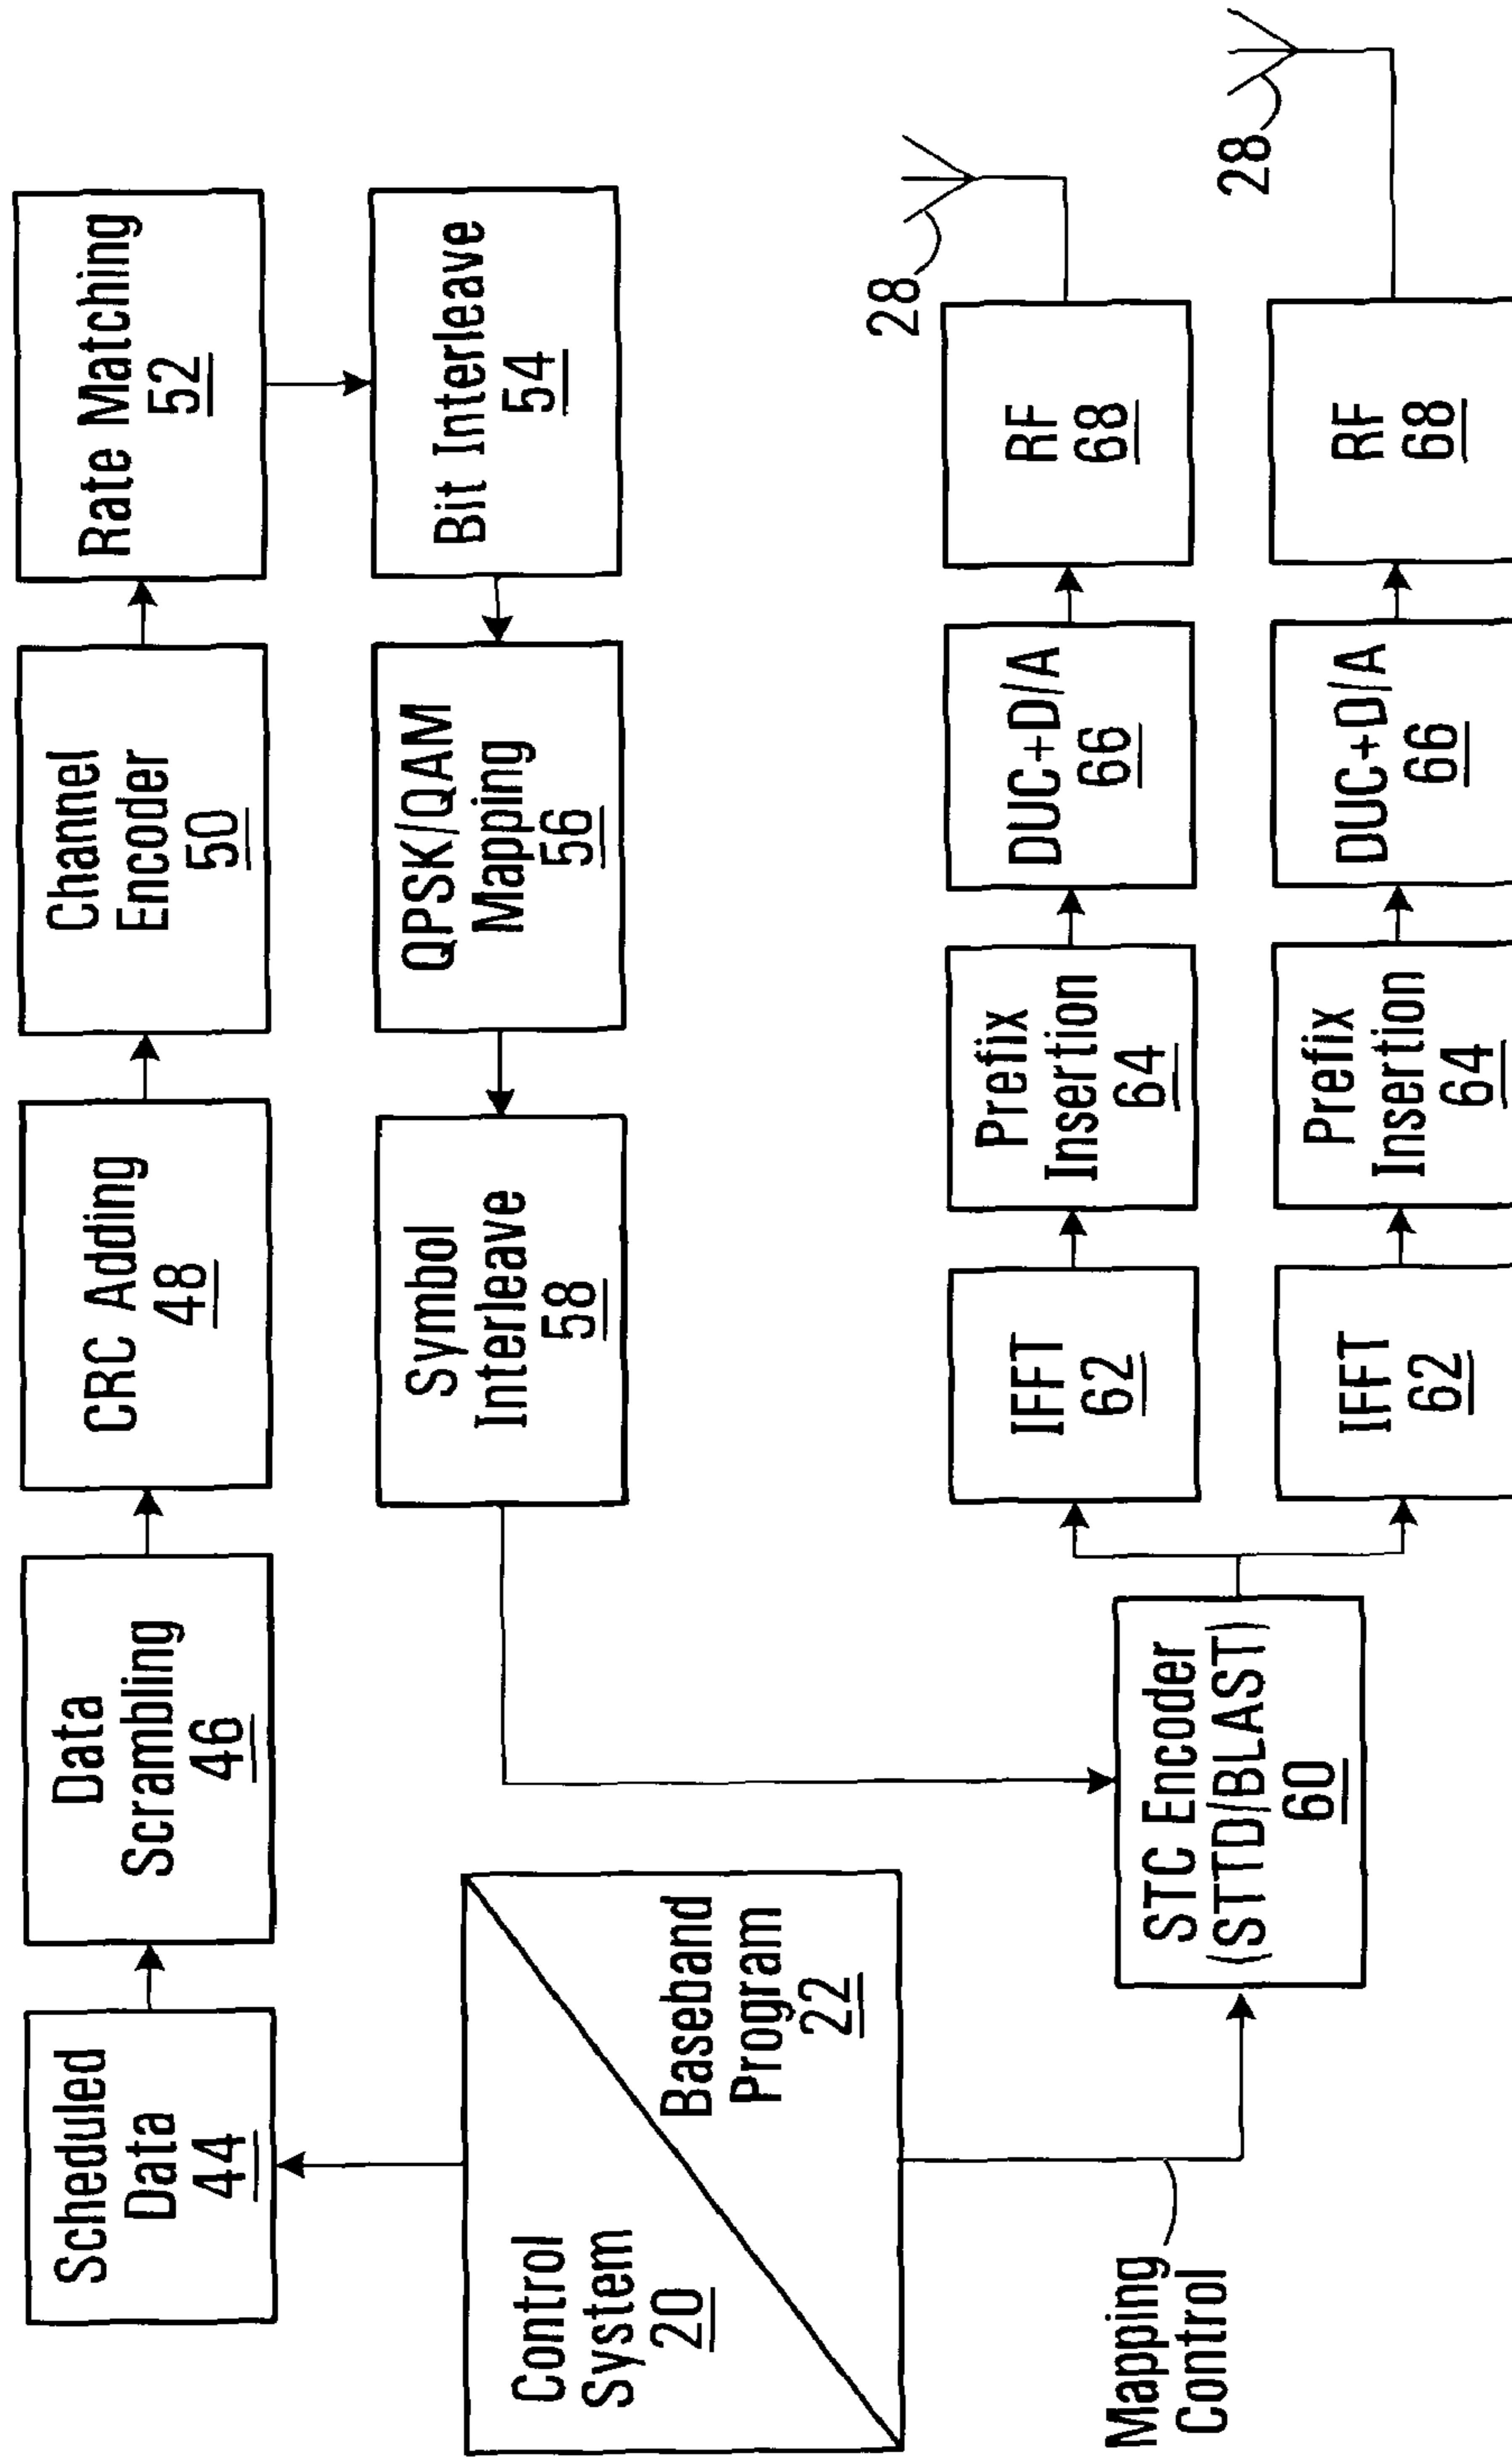 Scheduled
Data
44
Data
Scrambling
46
CRC Adding
48
Channel
Encoder
50
Rate Matching
52
Control
System
20
Baseband
Program
22
Symbol
Interleave
58
QPSK/QAM
Mapping
56
Bit Interleave
54
Mapping
Control
STC Encoder
(STTD/BLAST)
60
IFFT
62
Prefix
Insertion
64
DUC+D/A
66
RF
68
28
IFFT
62
Prefix
Insertion
64
DUC+D/A
66
RF
68
28